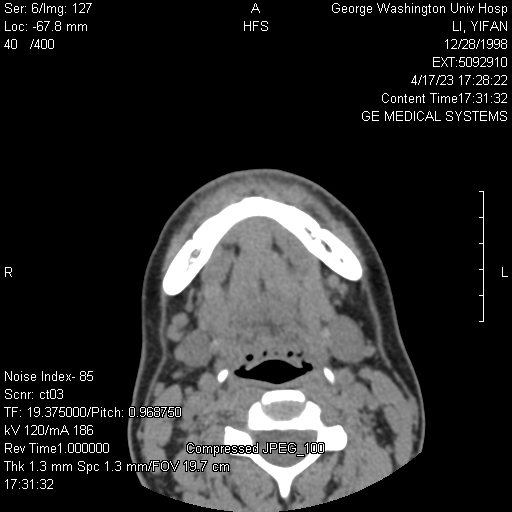 Ser: 6/Img: 127
Loc: -67.8 mm
40 /400
A
HFS
George Washington Univ Hosp
LI, YIFAN
12/28/1998
EXT:5092910
4/17/23 17:28:22
Content Time17:31:32
GE MEDICAL SYSTEMS
R
L
Noise Index- 85
Scnr: ct03
TF: 19.375000/Pitch: 0.968750
kV 120/mA 186
Rev Time1.000000
Compressed JPEG_100
Thk 1.3 mm Spc 1.3 mm/FOV 19.7 cm
17:31:32